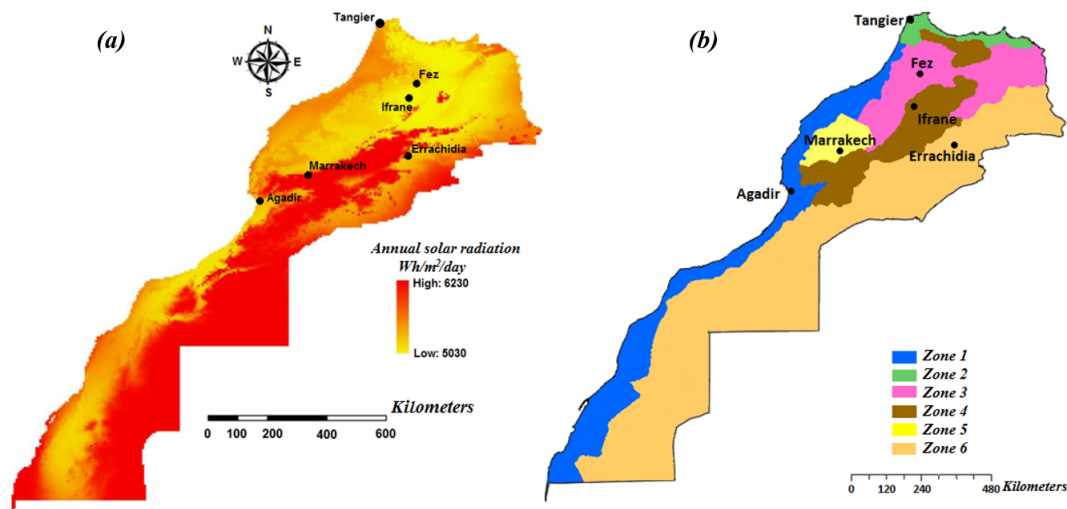 (a)
N
W E
S
Tangier
Fez
Ifrane
Errachidia
Marrakech
Agadir
Annual solar radiation
Wh/m²/day
High: 6230
Low: 5030
Kilometers
0 100 200 400 600
(b)
Tangier
Fez
Ifrane
Marrakech
Errachidia
Agadir
Zone 1
Zone 2
Zone 3
Zone 4
Zone 5
Zone 6
0 120 240 480 Kilometers